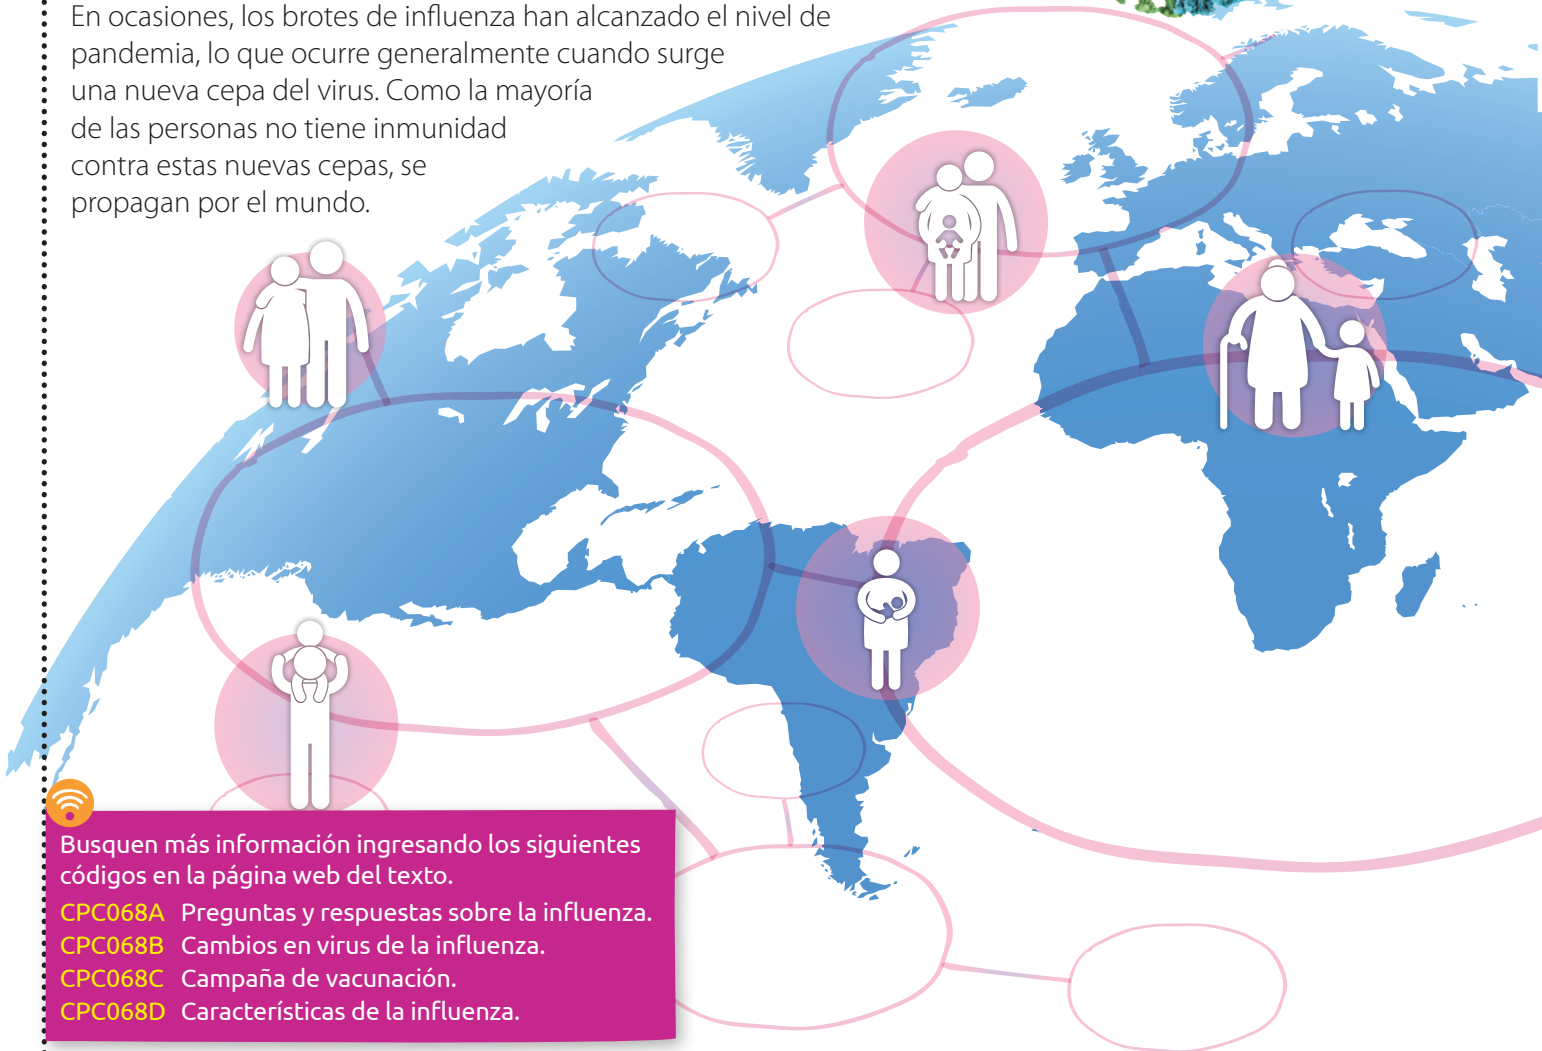 En ocasiones, los brotes de influenza han alcanzado el nivel de
pandemia, lo que ocurre generalmente cuando surge
una nueva cepa del virus. Como la mayoría
de las personas no tiene inmunidad
contra estas nuevas cepas, se
propagan por el mundo.
Busquen más información ingresando los siguientes
códigos en la página web del texto.
CPC068A Preguntas y respuestas sobre la influenza.
CPC068B Cambios en virus de la influenza.
CPC068C Campaña de vacunación.
CPC068D Características de la influenza.